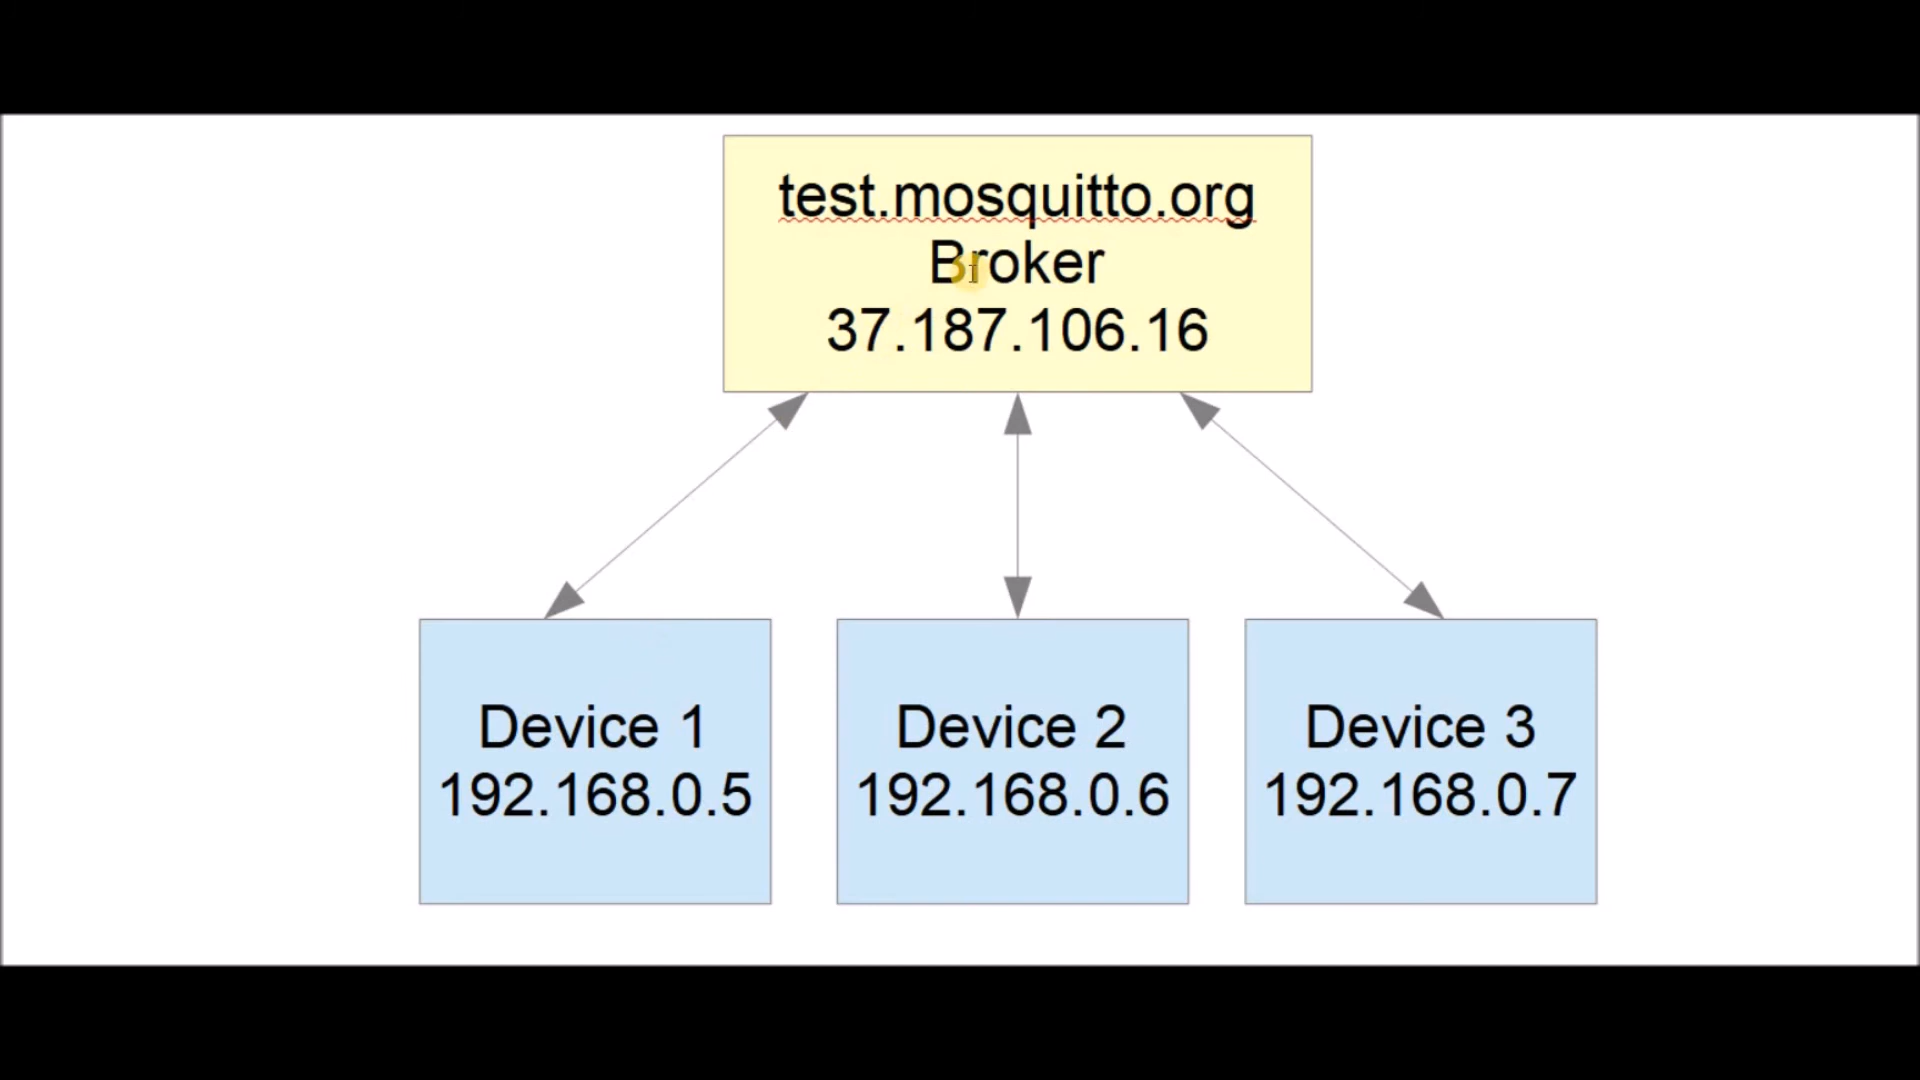 test.mosquitto.org
Broker
37.187.106.16
Device 1
192.168.0.5
Device 2
192.168.0.6
Device 3
192.168.0.7